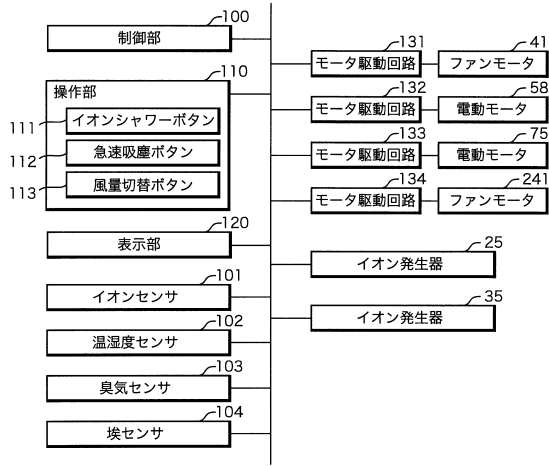 100
制御部
110
操作部
111
イオンシャワーボタン
112
急速吸塵ボタン
113
風量切替ボタン
120
表示部
101
イオンセンサ
102
温湿度センサ
103
臭気センサ
104
埃センサ
131
モータ駆動回路
41
ファンモータ
132
モータ駆動回路
58
電動モータ
133
モータ駆動回路
75
電動モータ
134
モータ駆動回路
241
ファンモータ
25
イオン発生器
35
イオン発生器